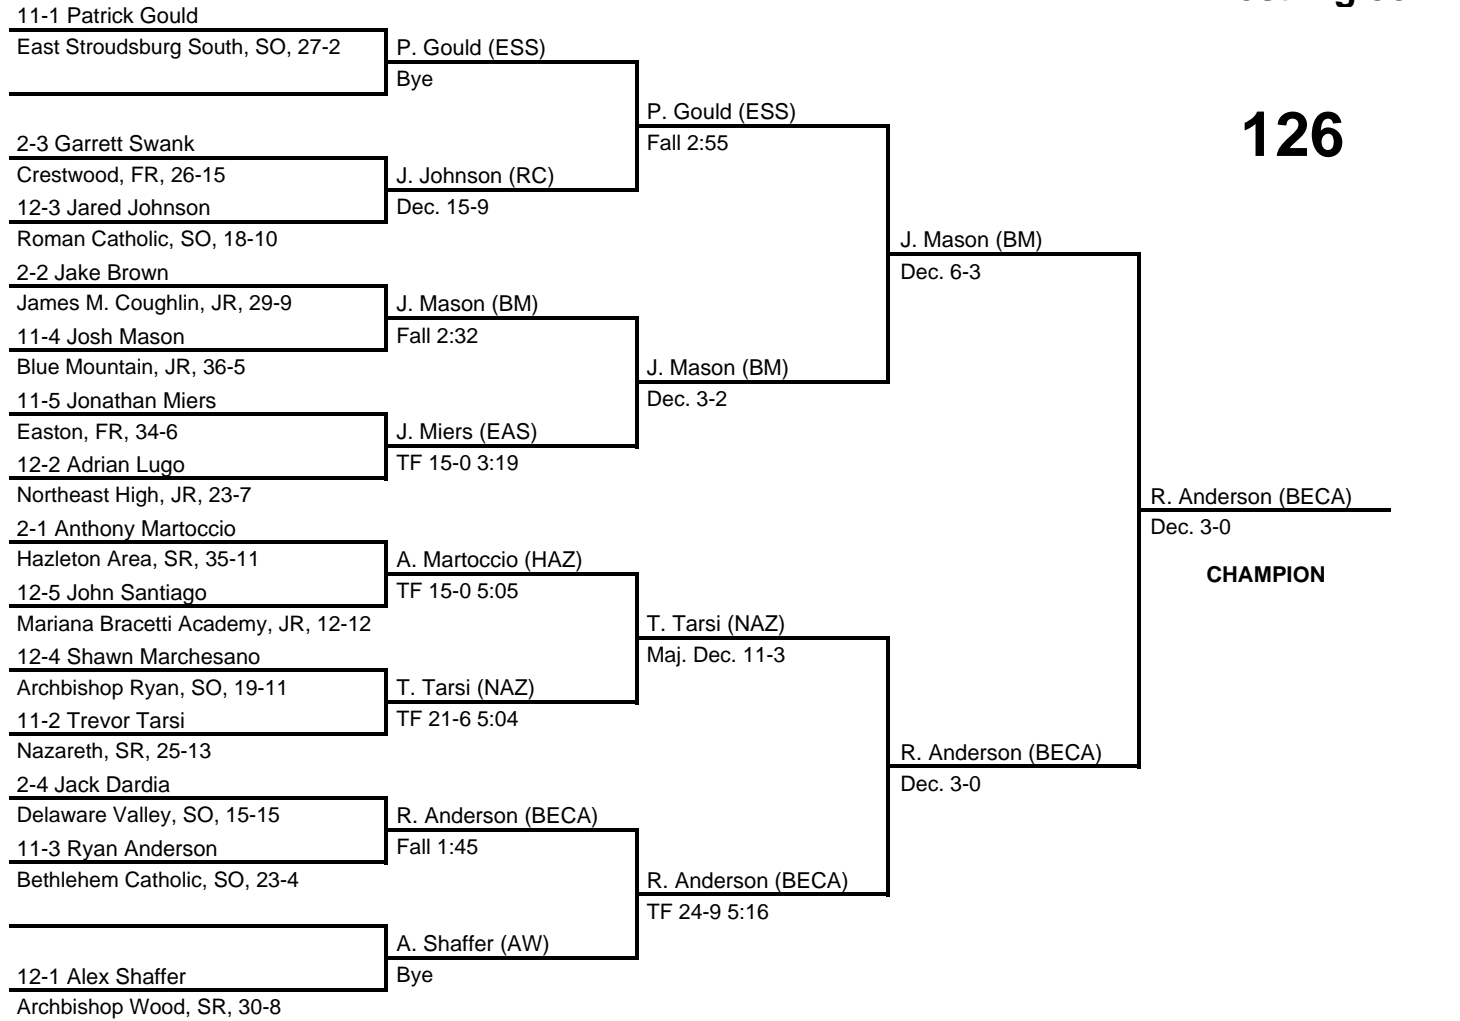 11-1 Patrick Gould
East Stroudsburg South, SO, 27-2
P. Gould (ESS)
Bye
P. Gould (ESS)
Fall 2:55
126
2-3 Garrett Swank
Crestwood, FR, 26-15
J. Johnson (RC)
12-3 Jared Johnson
Dec. 15-9
Roman Catholic, SO, 18-10
J. Mason (BM)
Dec. 6-3
2-2 Jake Brown
James M. Coughlin, JR, 29-9
J. Mason (BM)
11-4 Josh Mason
Fall 2:32
Blue Mountain, JR, 36-5
J. Mason (BM)
Dec. 3-2
11-5 Jonathan Miers
Easton, FR, 34-6
J. Miers (EAS)
12-2 Adrian Lugo
TF 15-0 3:19
Northeast High, JR, 23-7
R. Anderson (BECA)
Dec. 3-0
CHAMPION
2-1 Anthony Martoccio
Hazleton Area, SR, 35-11
A. Martoccio (HAZ)
12-5 John Santiago
TF 15-0 5:05
Mariana Bracetti Academy, JR, 12-12
T. Tarsi (NAZ)
Maj. Dec. 11-3
12-4 Shawn Marchesano
Archbishop Ryan, SO, 19-11
T. Tarsi (NAZ)
11-2 Trevor Tarsi
TF 21-6 5:04
Nazareth, SR, 25-13
R. Anderson (BECA)
Dec. 3-0
2-4 Jack Dardia
Delaware Valley, SO, 15-15
R. Anderson (BECA)
11-3 Ryan Anderson
Fall 1:45
Bethlehem Catholic, SO, 23-4
R. Anderson (BECA)
TF 24-9 5:16
A. Shaffer (AW)
12-1 Alex Shaffer
Bye
Archbishop Wood, SR, 30-8